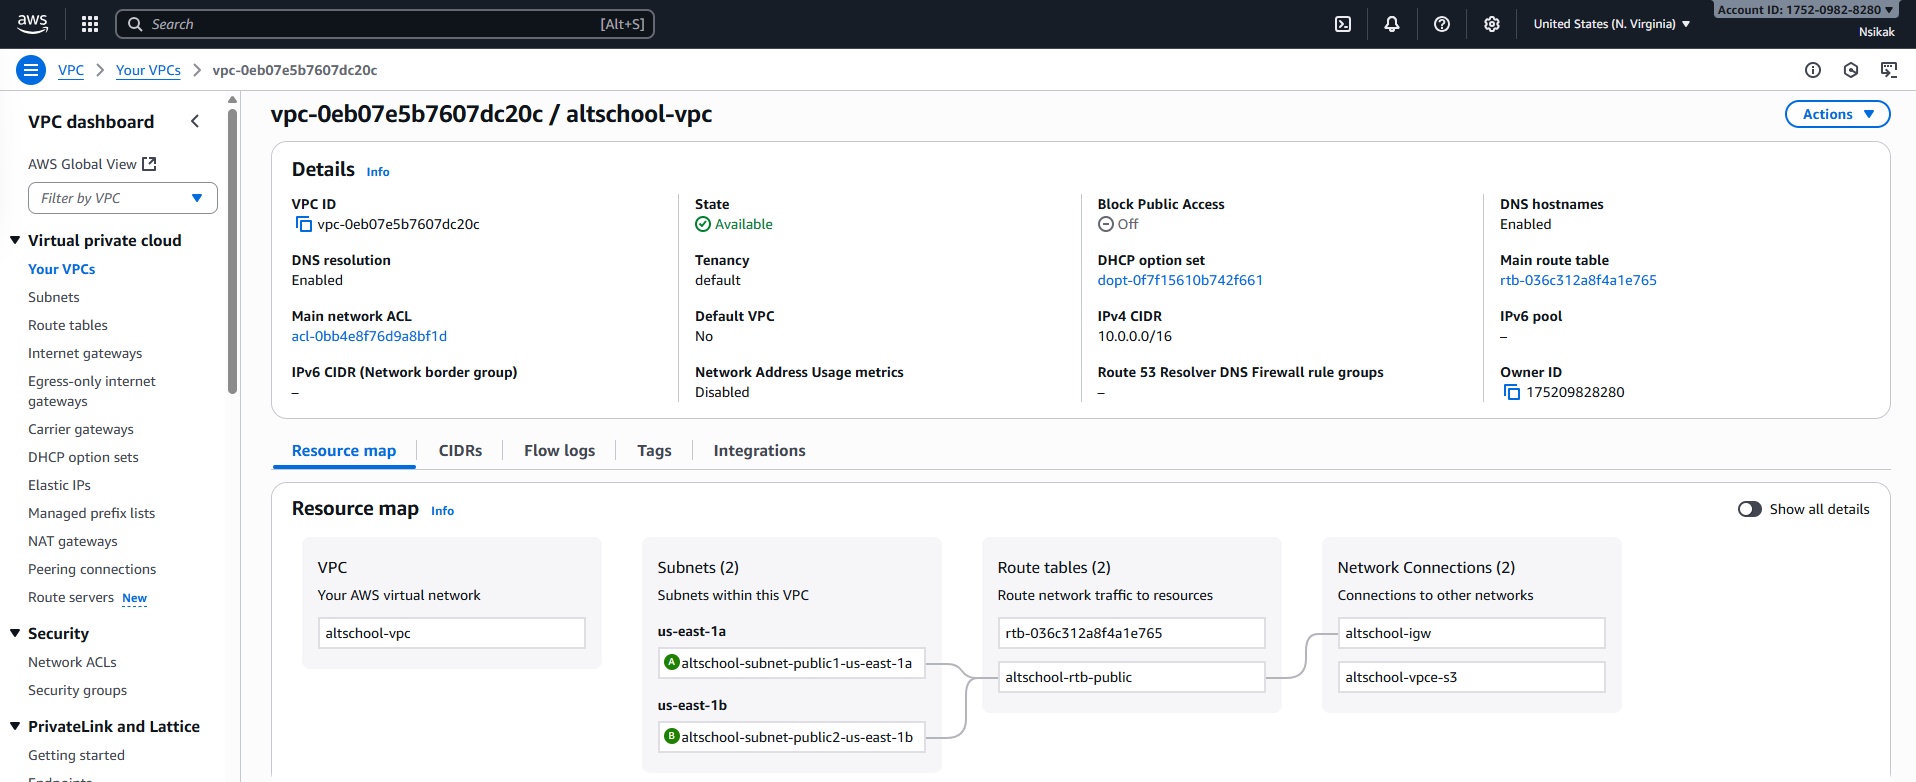 aws
Search
[Alt+S]
United States (N. Virginia)
Account ID: 1752-0982-8280
Nsikak
VPC
Your VPCs
vpc-0eb07e5b7607dc20c
VPC dashboard
AWS Global View
Filter by VPC
Virtual private cloud
Your VPCs
Subnets
Route tables
Internet gateways
Egress-only internet
gateways
Carrier gateways
DHCP option sets
Elastic IPs
Managed prefix lists
NAT gateways
Peering connections
Route servers New
Security
Network ACLs
Security groups
PrivateLink and Lattice
Getting started
Endpoints
vpc-0eb07e5b7607dc20c / altschool-vpc
Actions
Details Info
VPC ID
vpc-0eb07e5b7607dc20c
State
Available
Block Public Access
Off
DNS hostnames
Enabled
DNS resolution
Enabled
Tenancy
default
DHCP option set
dopt-0f7f15610b742f661
Main route table
rtb-036c312a8f4a1e765
Main network ACL
acl-0bb4e8f76d9a8bf1d
Default VPC
No
IPv4 CIDR
10.0.0.0/16
IPv6 pool
–
IPv6 CIDR (Network border group)
–
Network Address Usage metrics
Disabled
Route 53 Resolver DNS Firewall rule groups
–
Owner ID
175209828280
Resource map
CIDRs
Flow logs
Tags
Integrations
Resource map Info
Show all details
VPC
Your AWS virtual network
altschool-vpc
Subnets (2)
Subnets within this VPC
us-east-1a
A altschool-subnet-public1-us-east-1a
us-east-1b
B altschool-subnet-public2-us-east-1b
Route tables (2)
Route network traffic to resources
rtb-036c312a8f4a1e765
altschool-rtb-public
Network Connections (2)
Connections to other networks
altschool-igw
altschool-vpce-s3